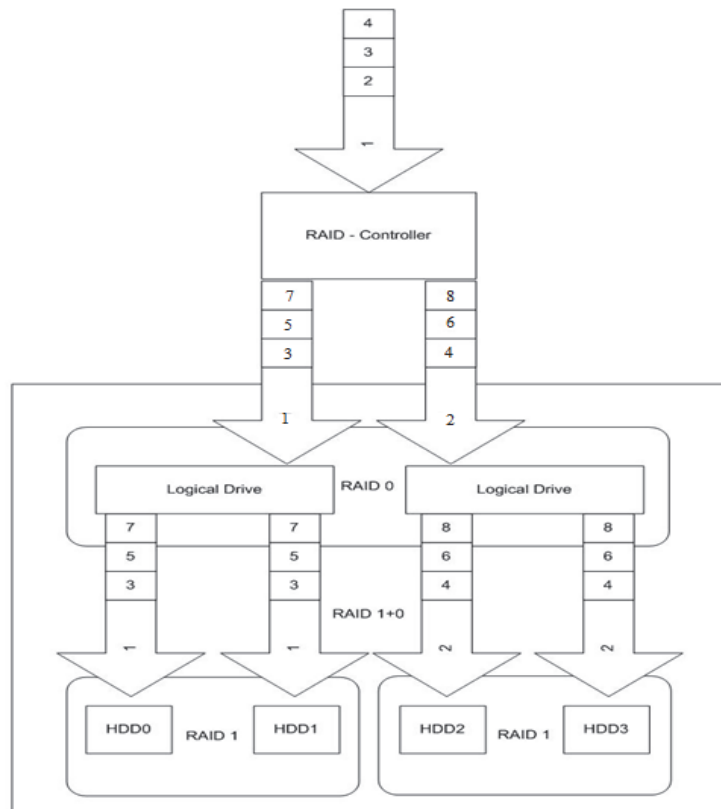 4
3
2
1
RAID - Controller
7 8
5 6
3 4
1 2
Logical Drive RAID 0 Logical Drive
7 7 8 8
5 5 6 6
3 3 4 4
RAID 1+0
1 1 2 2
HDD0 RAID 1 HDD1 HDD2 RAID 1 HDD3